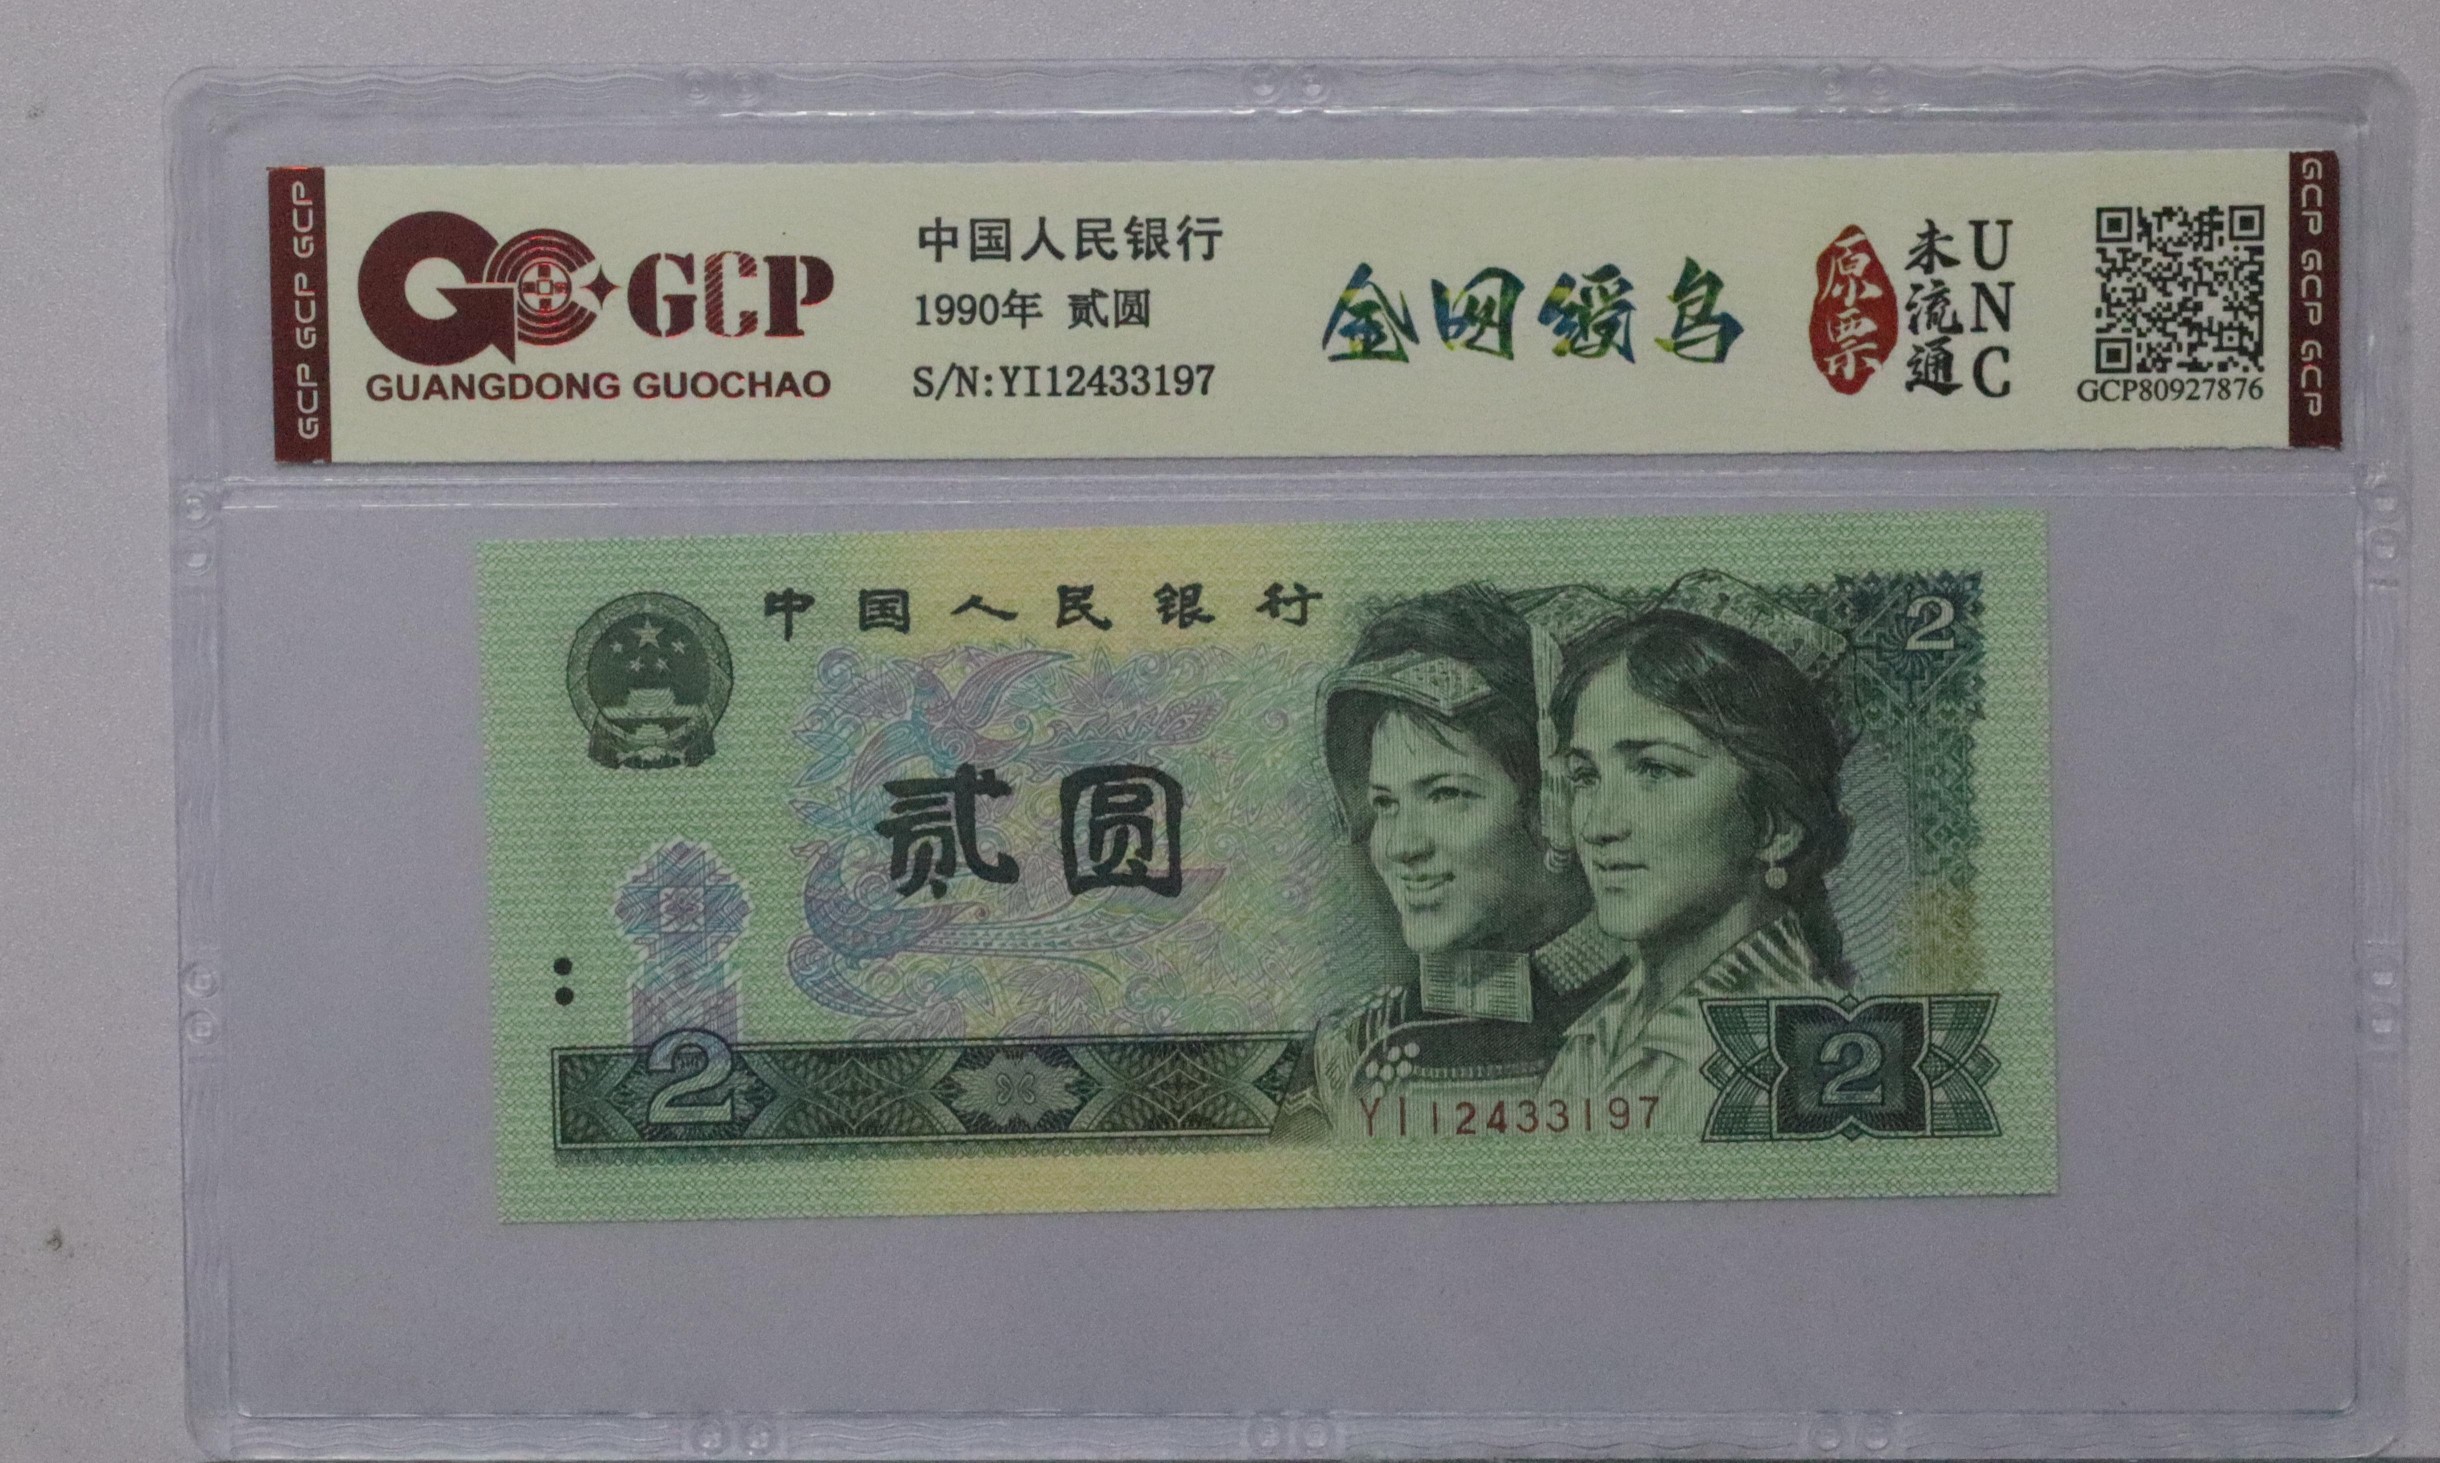 GCP GCP GCP
GCP
GUANGDONG GUOCHAO
中国人民银行
1990年 贰圆
S/N:YI12433197
金网绶鸟
原票
未流通
UNC
GCP80927876
GCP GCP GCP
中国人民银行
2
贰圆
2
2
YI12433197